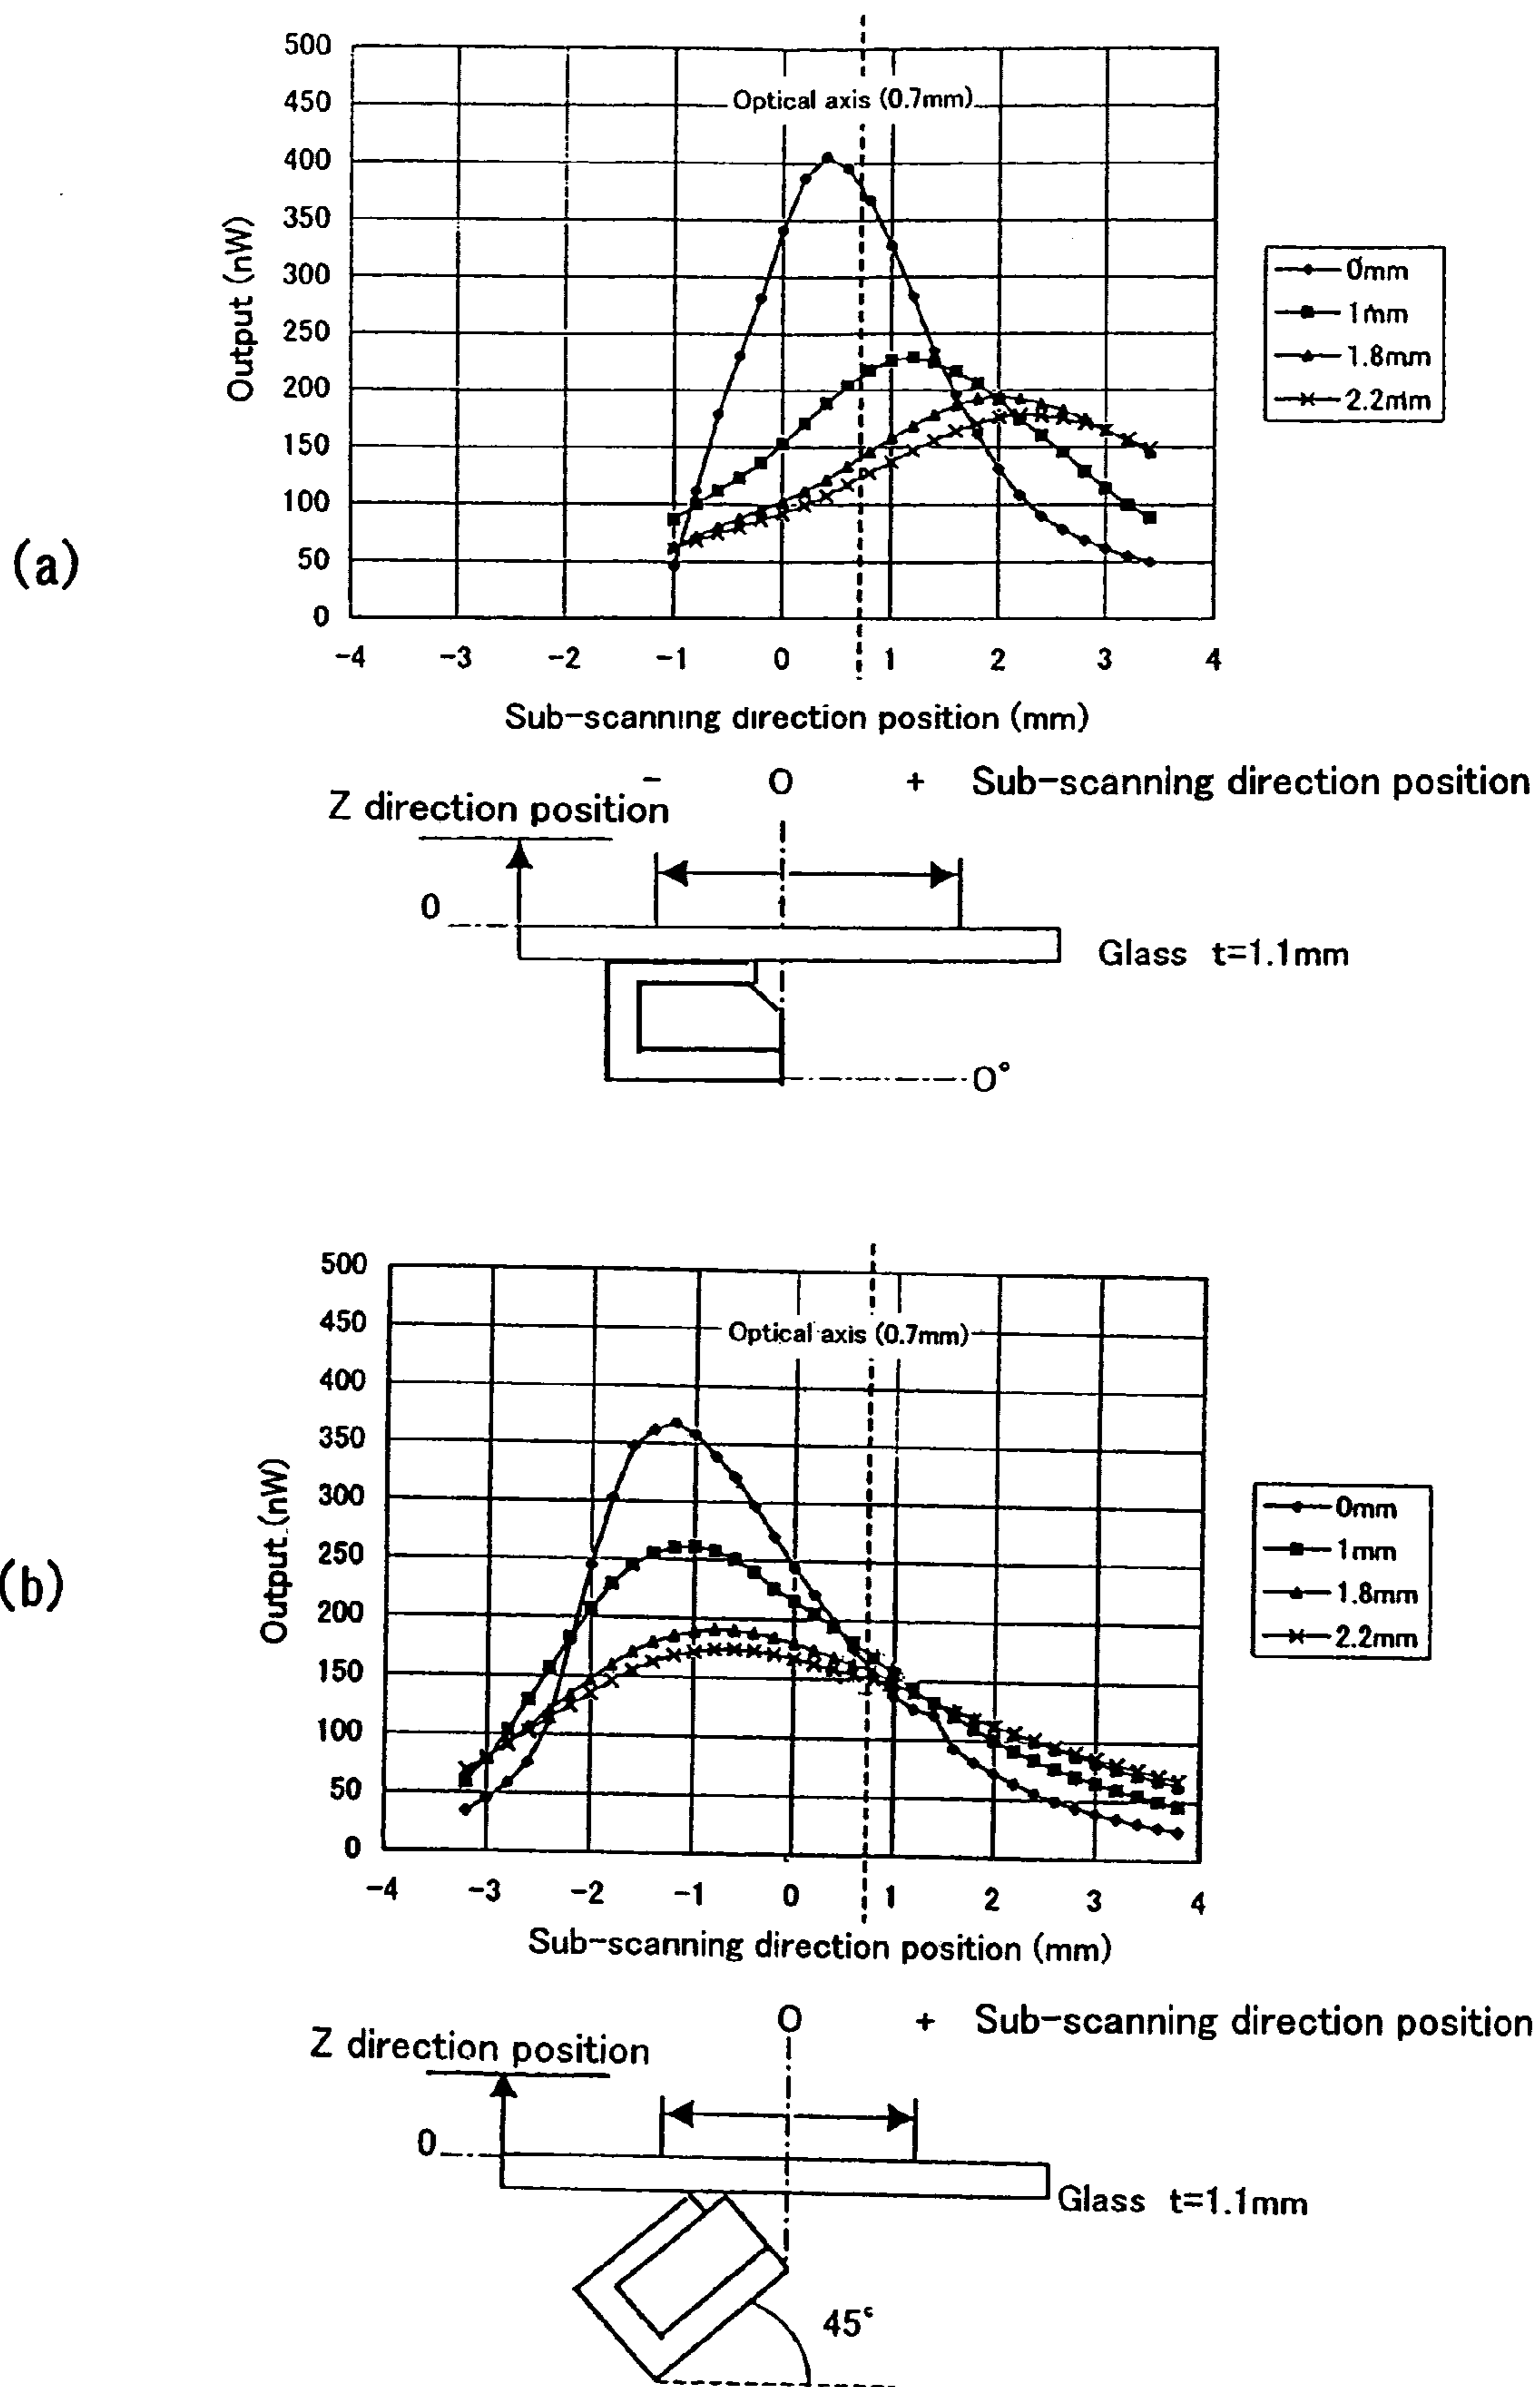 (a)
500
450
400
350
300
250
200
150
100
50
0
Output (nW)
Optical axis (0.7mm)
0mm
1mm
1.8mm
2.2mm
-4 -3 -2 -1 0 1 2 3 4
Sub-scanning direction position (mm)
- O + Sub-scanning direction position
Z direction position
0
Glass t=1.1mm
0°
(b)
500
450
400
350
300
250
200
150
100
50
0
Output (nW)
Optical axis (0.7mm)
0mm
1mm
1.8mm
2.2mm
-4 -3 -2 -1 0 1 2 3 4
Sub-scanning direction position (mm)
O + Sub-scanning direction position
Z direction position
0
Glass t=1.1mm
45°